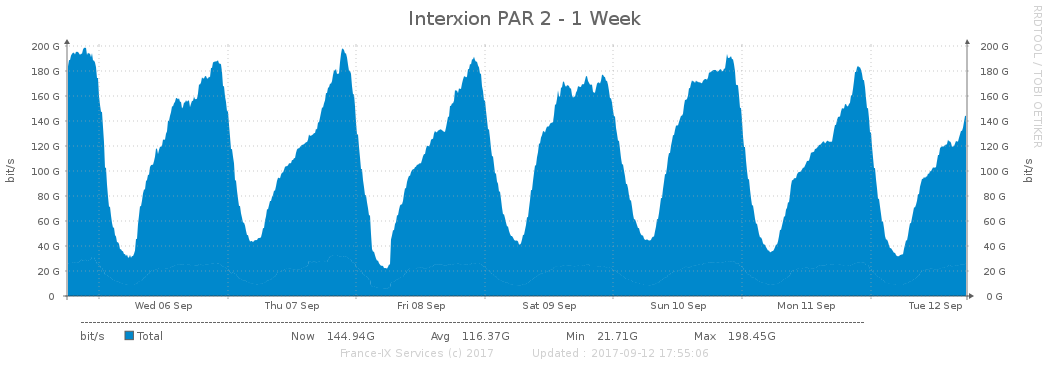 Interxion PAR 2 - 1 Week
RRDTOOL / TOBI OETIKER
200 G 200 G
180 G 180 G
160 G 160 G
140 G 140 G
120 G 120 G
100 G 100 G
80 G 80 G
60 G 60 G
40 G 40 G
20 G 20 G
0 0 G
bit/s
bit/s
Wed 06 Sep Thu 07 Sep Fri 08 Sep Sat 09 Sep Sun 10 Sep Mon 11 Sep Tue 12 Sep
bit/s Total Now 144.94G Avg 116.37G Min 21.71G Max 198.45G
France-IX Services (c) 2017 Updated : 2017-09-12 17:55:06